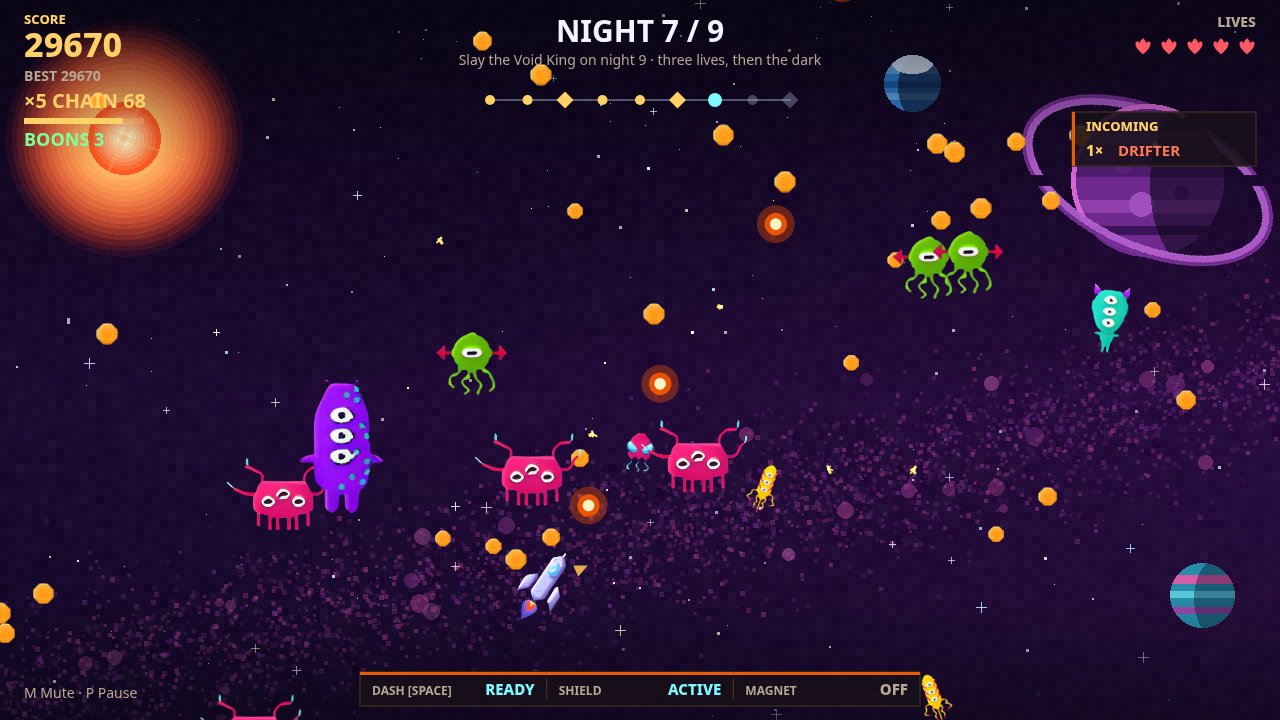 SCORE
29670
BEST 29670
×5 CHAIN 68
BOONS 3
NIGHT 7 / 9
Slay the Void King on night 9 · three lives, then the dark
LIVES
INCOMING
1× DRIFTER
M Mute · P Pause
DASH [SPACE] READY SHIELD ACTIVE MAGNET OFF